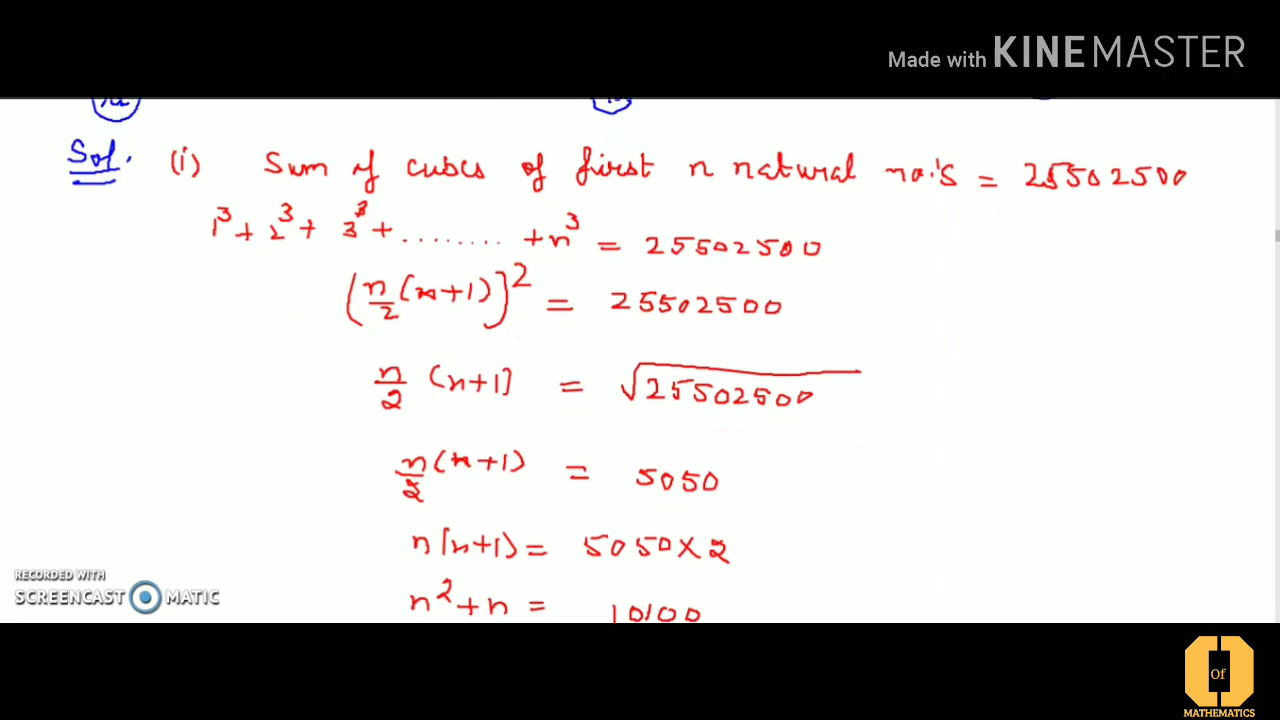 Made with KINEMASTER
Sol. (i) Sum of cubes of first n natural no.'s = 25502500
1³ + 2³ + 3³ + ........ + n³ = 25502500
(n/2 (n+1))² = 25502500
n/2 (n+1) = √25502500
n/2 (n+1) = 5050
n(n+1) = 5050 × 2
n² + n = 10100
RECORDED WITH
SCREENCAST MATIC
Of
MATHEMATICS